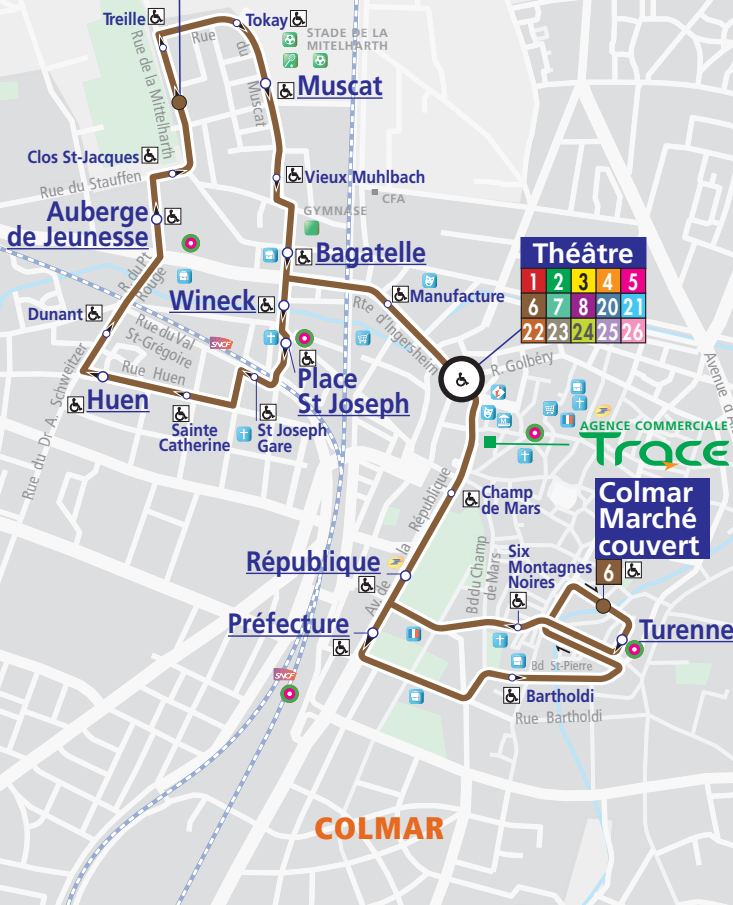 Treille
Tokay
Rue
du
Muscat
STADE DE LA
MITELHARTH
Muscat
Rue de la Mittelharth
Clos St-Jacques
Rue du Stauffen
Vieux Muhlbach
CFA
Auberge
de Jeunesse
GYMNASE
Bagatelle
Théâtre
1 2 3 4 5
6 7 8 20 21
22 23 24 25 26
R. du Pt
Rouge
Wineck
Manufacture
Rte d'Ingersheim
Dunant
Rue du Val
St-Grégoire
SNCF
R. Golbéry
Rue Huen
Place
St Joseph
Huen
Rue du Dr A. Schweitzer
Sainte
Catherine
St Joseph
Gare
Avenue d'A
AGENCE COMMERCIALE
Trace
Champ
de Mars
Colmar
Marché
couvert
6
Av. de la République
République
Bd du Champ
de Mars
Six
Montagnes
Noires
Préfecture
Turenne
Bd St-Pierre
SNCF
Bartholdi
Rue Bartholdi
COLMAR